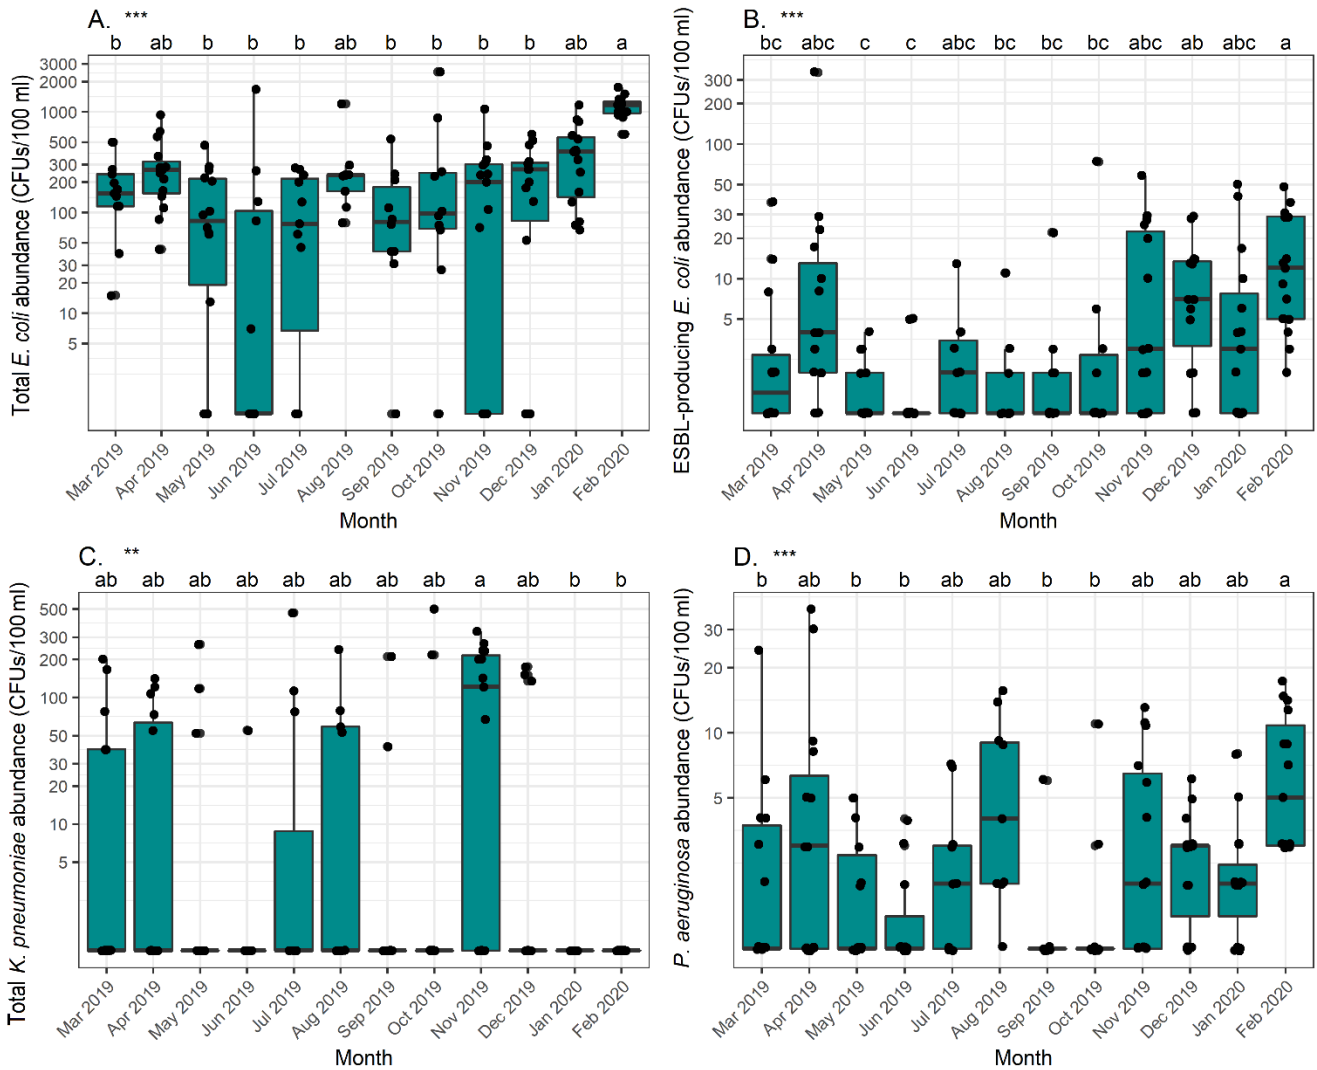 A. ***
b ab b b b ab b b b b ab a
Total E. coli abundance (CFUs/100 ml)
3000
2000
1000
500
300
200
100
50
30
20
10
5
Mar 2019 Apr 2019 May 2019 Jun 2019 Jul 2019 Aug 2019 Sep 2019 Oct 2019 Nov 2019 Dec 2019 Jan 2020 Feb 2020
Month
B. ***
bc abc c c abc bc bc bc abc ab abc a
ESBL-producing E. coli abundance (CFUs/100 ml)
300
200
100
50
30
20
10
5
Mar 2019 Apr 2019 May 2019 Jun 2019 Jul 2019 Aug 2019 Sep 2019 Oct 2019 Nov 2019 Dec 2019 Jan 2020 Feb 2020
Month
C. **
ab ab ab ab ab ab ab ab a ab b b
Total K. pneumoniae abundance (CFUs/100 ml)
500
300
200
100
50
30
20
10
5
Mar 2019 Apr 2019 May 2019 Jun 2019 Jul 2019 Aug 2019 Sep 2019 Oct 2019 Nov 2019 Dec 2019 Jan 2020 Feb 2020
Month
D. ***
b ab b b ab ab b b ab ab ab a
P. aeruginosa abundance (CFUs/100 ml)
30
20
10
5
Mar 2019 Apr 2019 May 2019 Jun 2019 Jul 2019 Aug 2019 Sep 2019 Oct 2019 Nov 2019 Dec 2019 Jan 2020 Feb 2020
Month